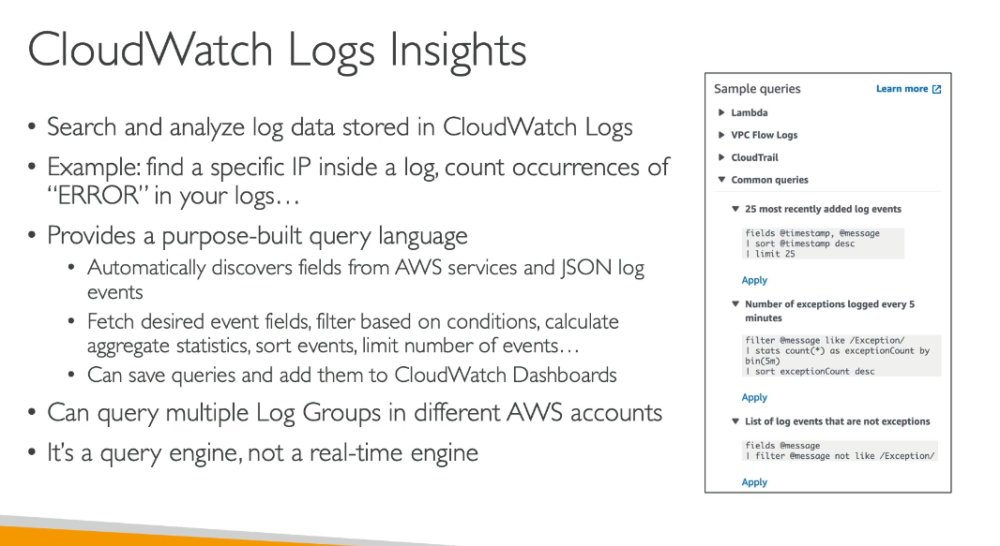 CloudWatch Logs Insights
• Search and analyze log data stored in CloudWatch Logs
• Example: find a specific IP inside a log, count occurrences of
“ERROR” in your logs…
• Provides a purpose-built query language
• Automatically discovers fields from AWS services and JSON log
events
• Fetch desired event fields, filter based on conditions, calculate
aggregate statistics, sort events, limit number of events…
• Can save queries and add them to CloudWatch Dashboards
• Can query multiple Log Groups in different AWS accounts
• It’s a query engine, not a real-time engine
Sample queries Learn more
Lambda
VPC Flow Logs
CloudTrail
Common queries
25 most recently added log events
fields @timestamp, @message
| sort @timestamp desc
| limit 25
Apply
Number of exceptions logged every 5
minutes
filter @message like /Exception/
| stats count(*) as exceptionCount by
bin(5m)
| sort exceptionCount desc
Apply
List of log events that are not exceptions
fields @message
| filter @message not like /Exception/
Apply